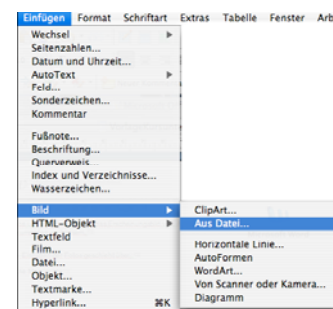 Einfügen Format Schriftart Extras Tabelle Fenster Arb
Wechsel
Seitenzahlen...
Datum und Uhrzeit...
AutoText
Feld...
Sonderzeichen...
Kommentar
Fußnote...
Beschriftung...
Querverweis...
Index und Verzeichnisse...
Wasserzeichen...
Bild
HTML-Objekt
Textfeld
Film...
Datei...
Objekt...
Textmarke...
Hyperlink... ⌘K
ClipArt...
Aus Datei...
Horizontale Linie...
AutoFormen
WordArt...
Von Scanner oder Kamera...
Diagramm